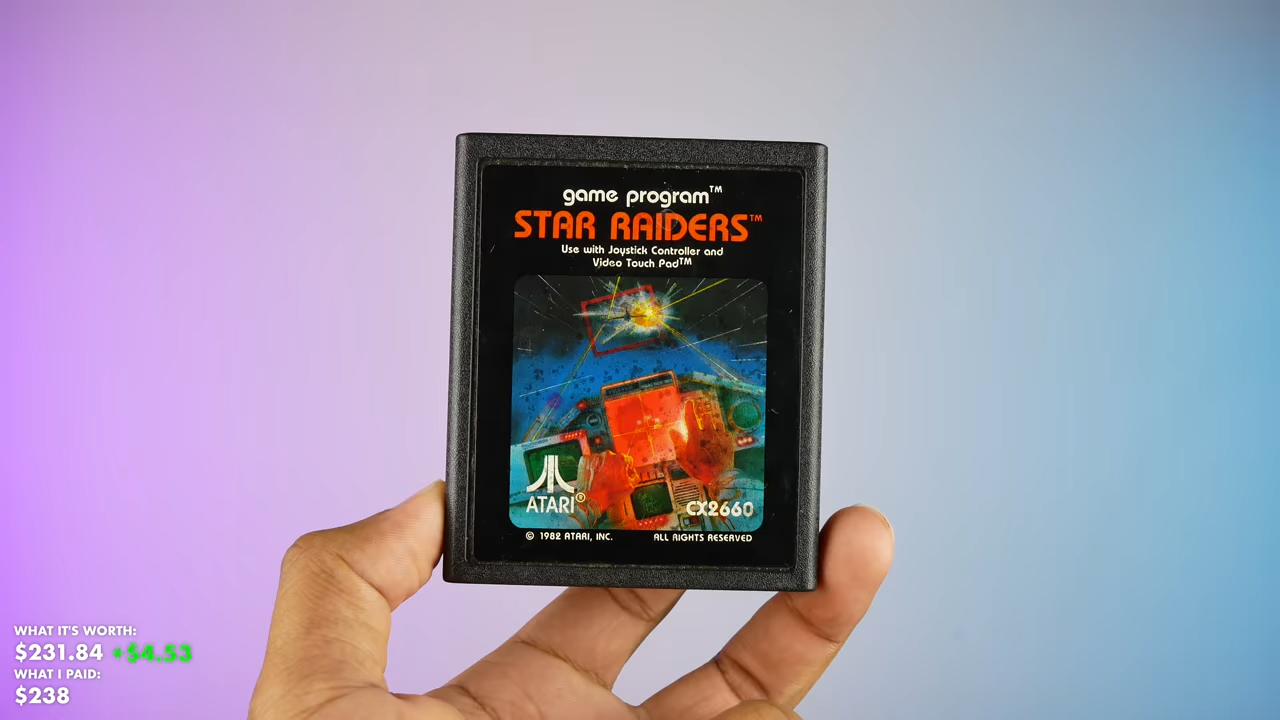 game program™
STAR RAIDERS™
Use with Joystick Controller and
Video Touch Pad™
ATARI®
CX2660
© 1982 ATARI, INC. ALL RIGHTS RESERVED
WHAT IT'S WORTH:
$231.84 +$4.53
WHAT I PAID:
$238